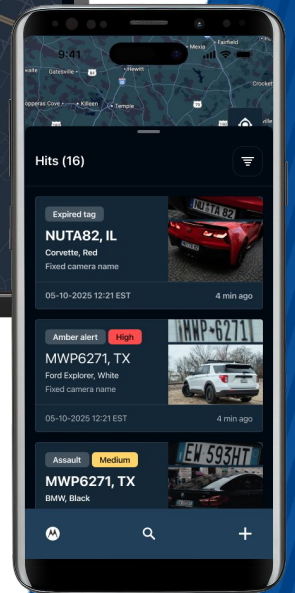 9:41
Fairfield
Mexia
Gatesville
Hewitt
Crocket
opperas Cove
Killeen
Temple
Hits (16)
Expired tag
NUTA82, IL
Corvette, Red
Fixed camera name
NUTA 82
05-10-2025 12:21 EST
4 min ago
Amber alert
High
MWP6271, TX
Ford Explorer, White
Fixed camera name
MWP•6271
05-10-2025 12:21 EST
4 min ago
Assault
Medium
MWP6271, TX
BMW, Black
EW 593HT